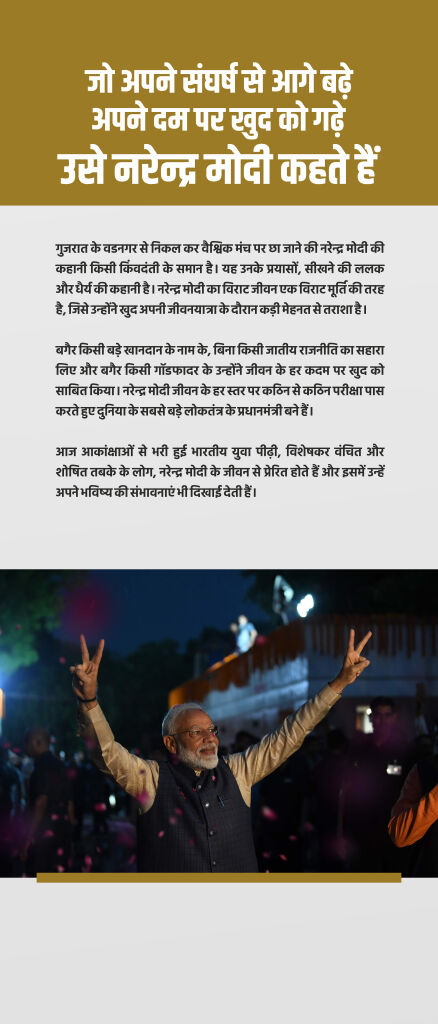 जो अपने संघर्ष से आगे बढ़े
अपने दम पर खुद को गढ़े
उसे नरेन्द्र मोदी कहते हैं
गुजरात के वडनगर से निकल कर वैश्विक मंच पर छा जाने की नरेन्द्र मोदी की
कहानी किसी किंवदंती के समान है। यह उनके प्रयासों, सीखने की ललक
और धैर्य की कहानी है। नरेन्द्र मोदी का विराट जीवन एक विराट मूर्ति की तरह
है, जिसे उन्होंने खुद अपनी जीवनयात्रा के दौरान कड़ी मेहनत से तराशा है।
बगैर किसी बड़े खानदान के नाम के, बिना किसी जातीय राजनीति का सहारा
लिए और बगैर किसी गॉडफादर के उन्होंने जीवन के हर कदम पर खुद को
साबित किया। नरेन्द्र मोदी जीवन के हर स्तर पर कठिन से कठिन परीक्षा पास
करते हुए दुनिया के सबसे बड़े लोकतंत्र के प्रधानमंत्री बने हैं।
आज आकांक्षाओं से भरी हुई भारतीय युवा पीढ़ी, विशेषकर वंचित और
शोषित तबके के लोग, नरेन्द्र मोदी के जीवन से प्रेरित होते हैं और इसमें उन्हें
अपने भविष्य की संभावनाएं भी दिखाई देती हैं।